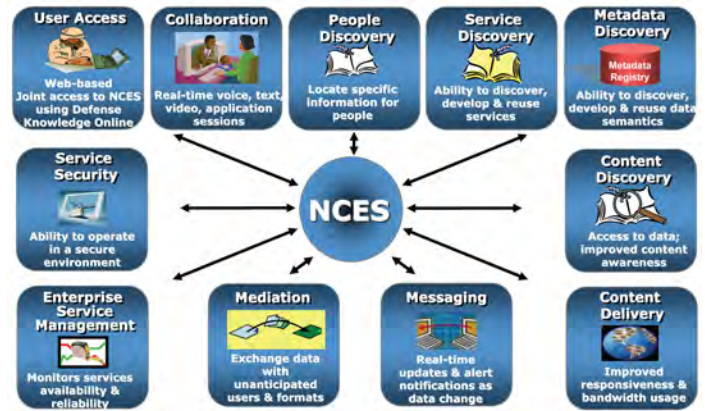 User Access
Web-based
Joint access to NCES
using Defense
Knowledge Online
Collaboration
Real-time voice, text,
video, application
sessions
People
Discovery
Locate specific
information for
people
Service
Discovery
Ability to discover,
develop & reuse
services
Metadata
Discovery
Metadata
Registry
Ability to discover,
develop & reuse data
semantics
Service
Security
Ability to operate
in a secure
environment
NCES
Content
Discovery
Access to data;
improved content
awareness
Enterprise
Service
Management
Monitors services
availability &
reliability
Mediation
Exchange data
with
unanticipated
users & formats
Messaging
Real-time
updates & alert
notifications as
data change
Content
Delivery
Improved
responsiveness &
bandwidth usage